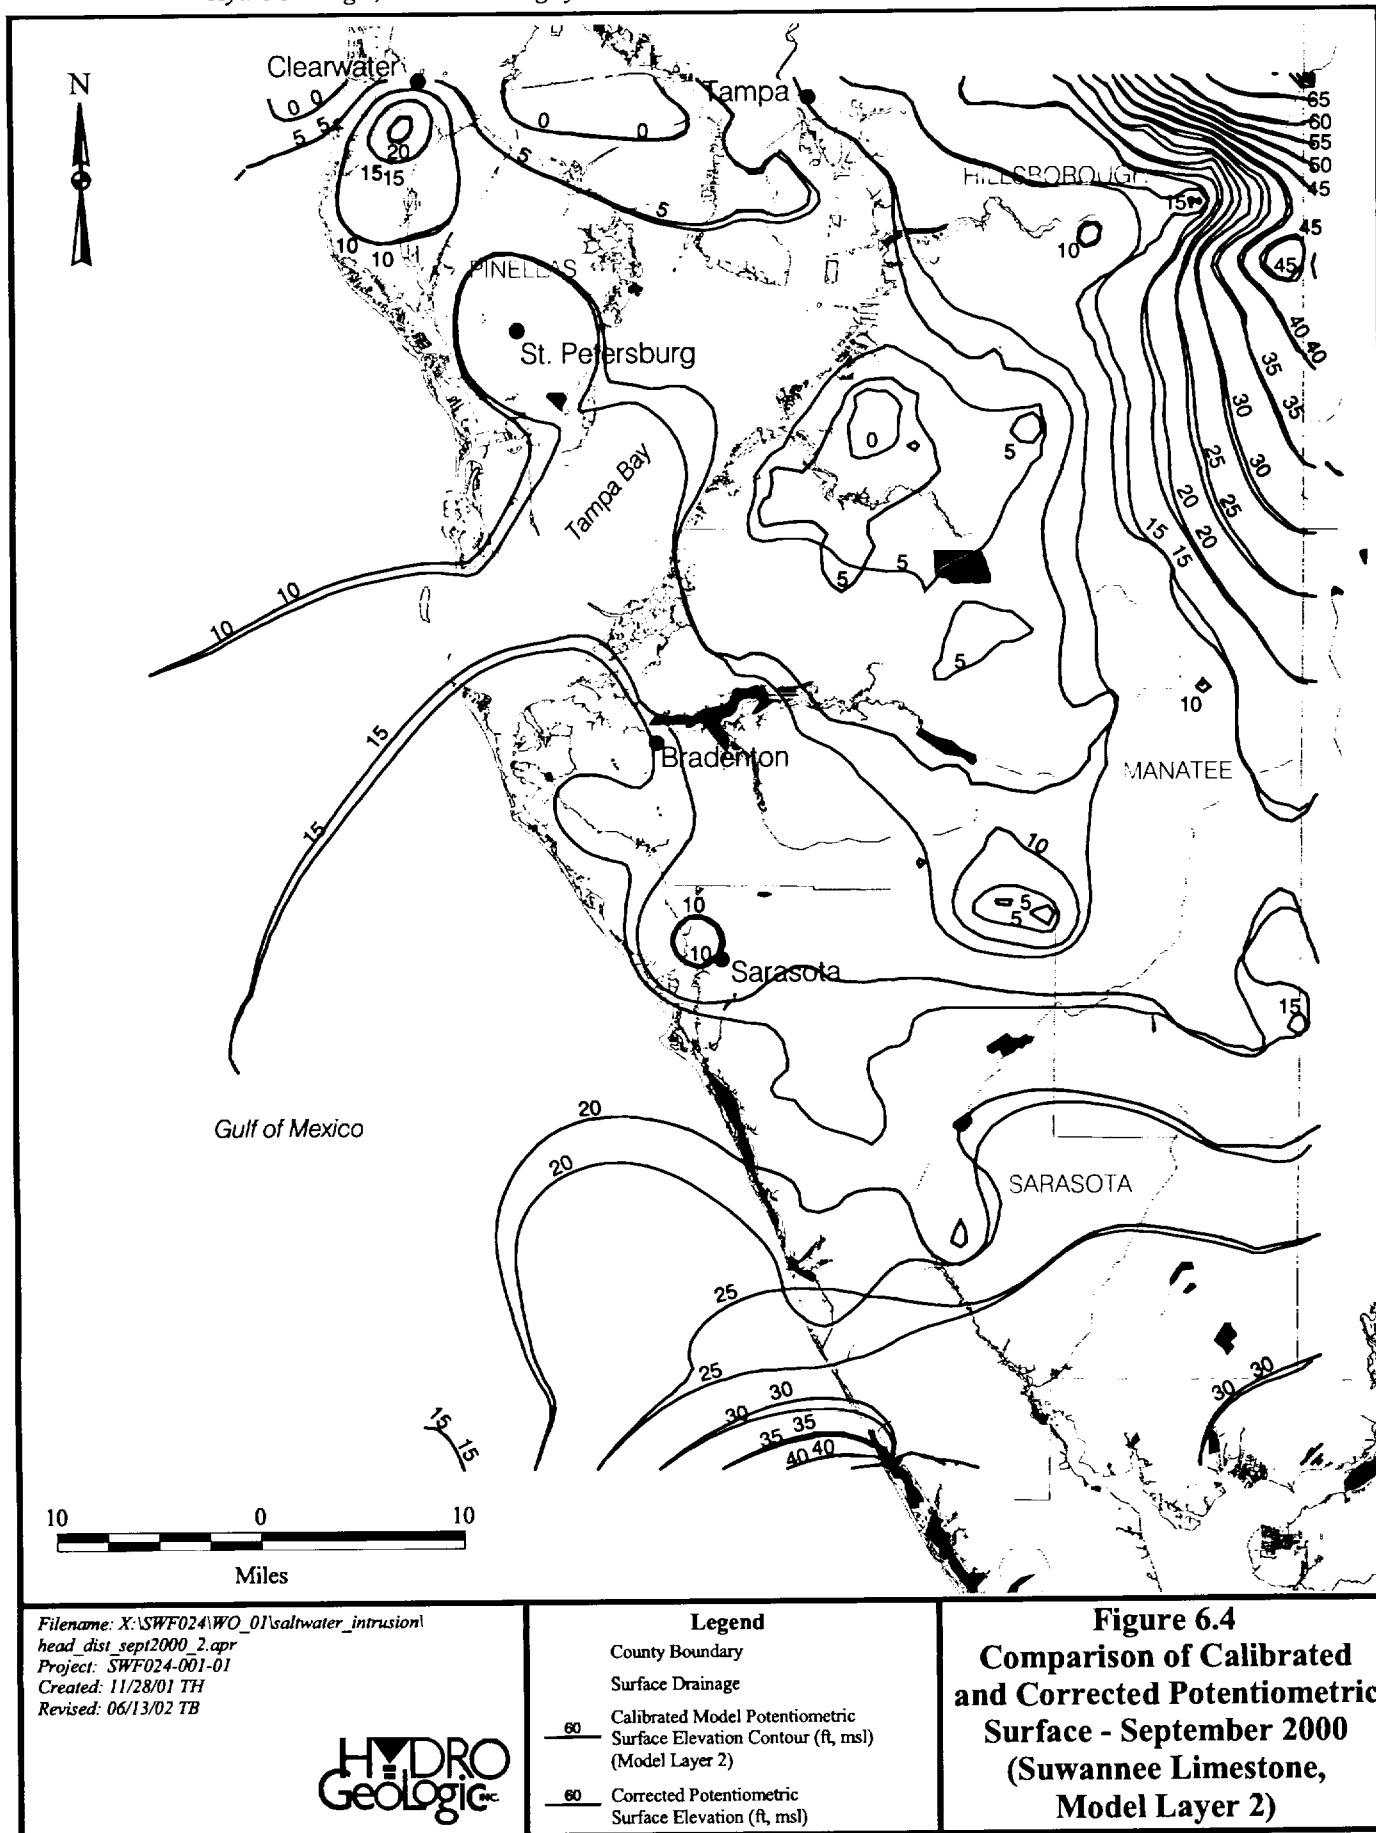 N
Clearwater
Tampa
0 0
5 5
20
15 15
10
10
0
0
5
5
65
60
55
50
45
HILLSBOROUGH
15
10
45
45
PINELLAS
St. Petersburg
40 40
35
35
30
30
25
25
20
20
15
15
Tampa Bay
0
5
5
5
5
10
10
10
15
15
Bradenton
MANATEE
10
5
5
10
10
Sarasota
15
Gulf of Mexico
20
20
SARASOTA
25
25
30
30
35
35
40 40
30
30
15
15
10 0 10
Miles
Filename: X:\SWF024\WO_01\saltwater_intrusion\
head_dist_sept2000_2.apr
Project: SWF024-001-01
Created: 11/28/01 TH
Revised: 06/13/02 TB
HYDRO
GeoLogic INC.
Legend
County Boundary
Surface Drainage
60 Calibrated Model Potentiometric
Surface Elevation Contour (ft, msl)
(Model Layer 2)
60 Corrected Potentiometric
Surface Elevation (ft, msl)
Figure 6.4
Comparison of Calibrated
and Corrected Potentiometric
Surface - September 2000
(Suwannee Limestone,
Model Layer 2)